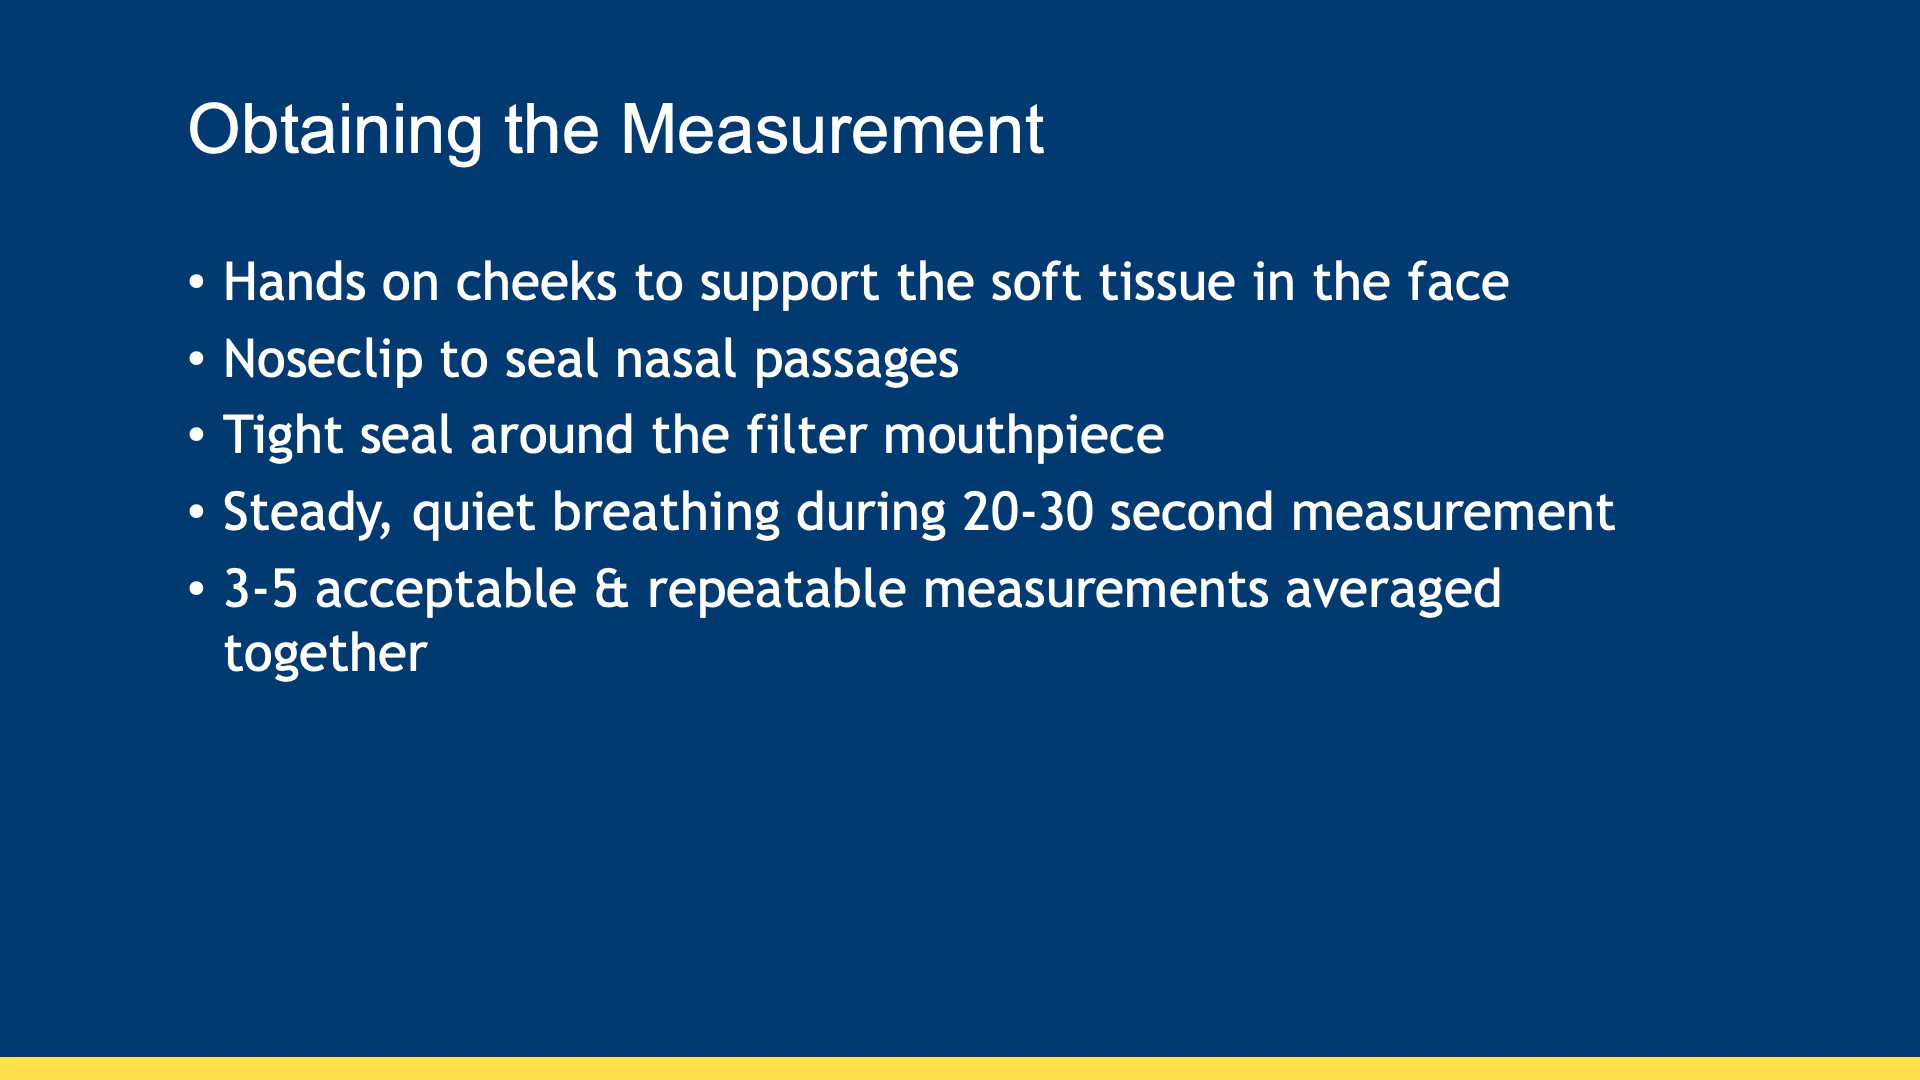 Obtaining the Measurement
• Hands on cheeks to support the soft tissue in the face
• Noseclip to seal nasal passages
• Tight seal around the filter mouthpiece
• Steady, quiet breathing during 20-30 second measurement
• 3-5 acceptable & repeatable measurements averaged
together